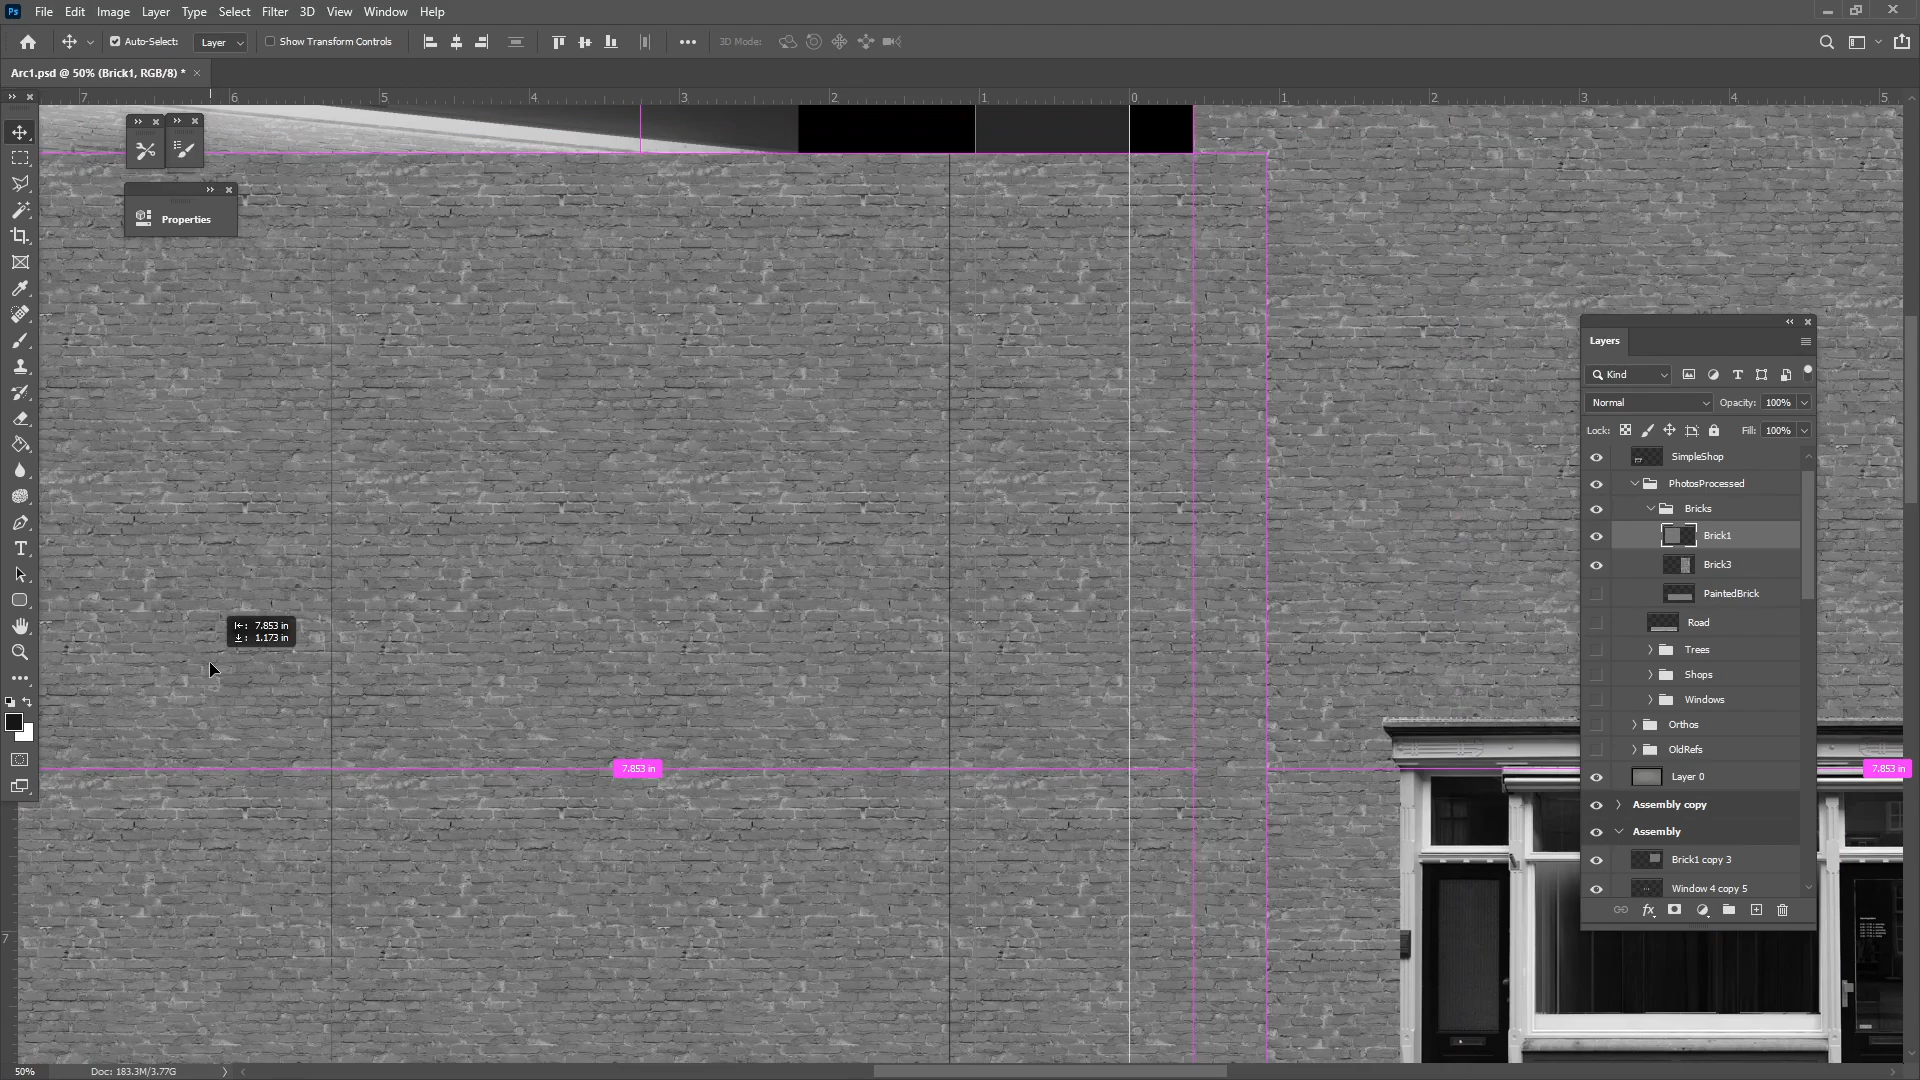 Ps File Edit Image Layer Type Select Filter 3D View Window Help
Auto-Select: Layer Show Transform Controls 3D Mode:
Arc1.psd @ 50% (Brick1, RGB/8) *
7 6 5 4 3 2 1 0 1 2 3 4 5
Properties
Layers
Kind
Normal Opacity: 100%
Lock: Fill: 100%
SimpleShop
PhotosProcessed
Bricks
Brick1
Brick3
PaintedBrick
Road
Trees
Shops
Windows
Orthos
OldRefs
Layer 0
Assembly copy
Assembly
Brick1 copy 3
Window 4 copy 5
fx
7.853 in
1.173 in
7.853 in
7.853 in
7
50% Doc: 183.3M/3.77G